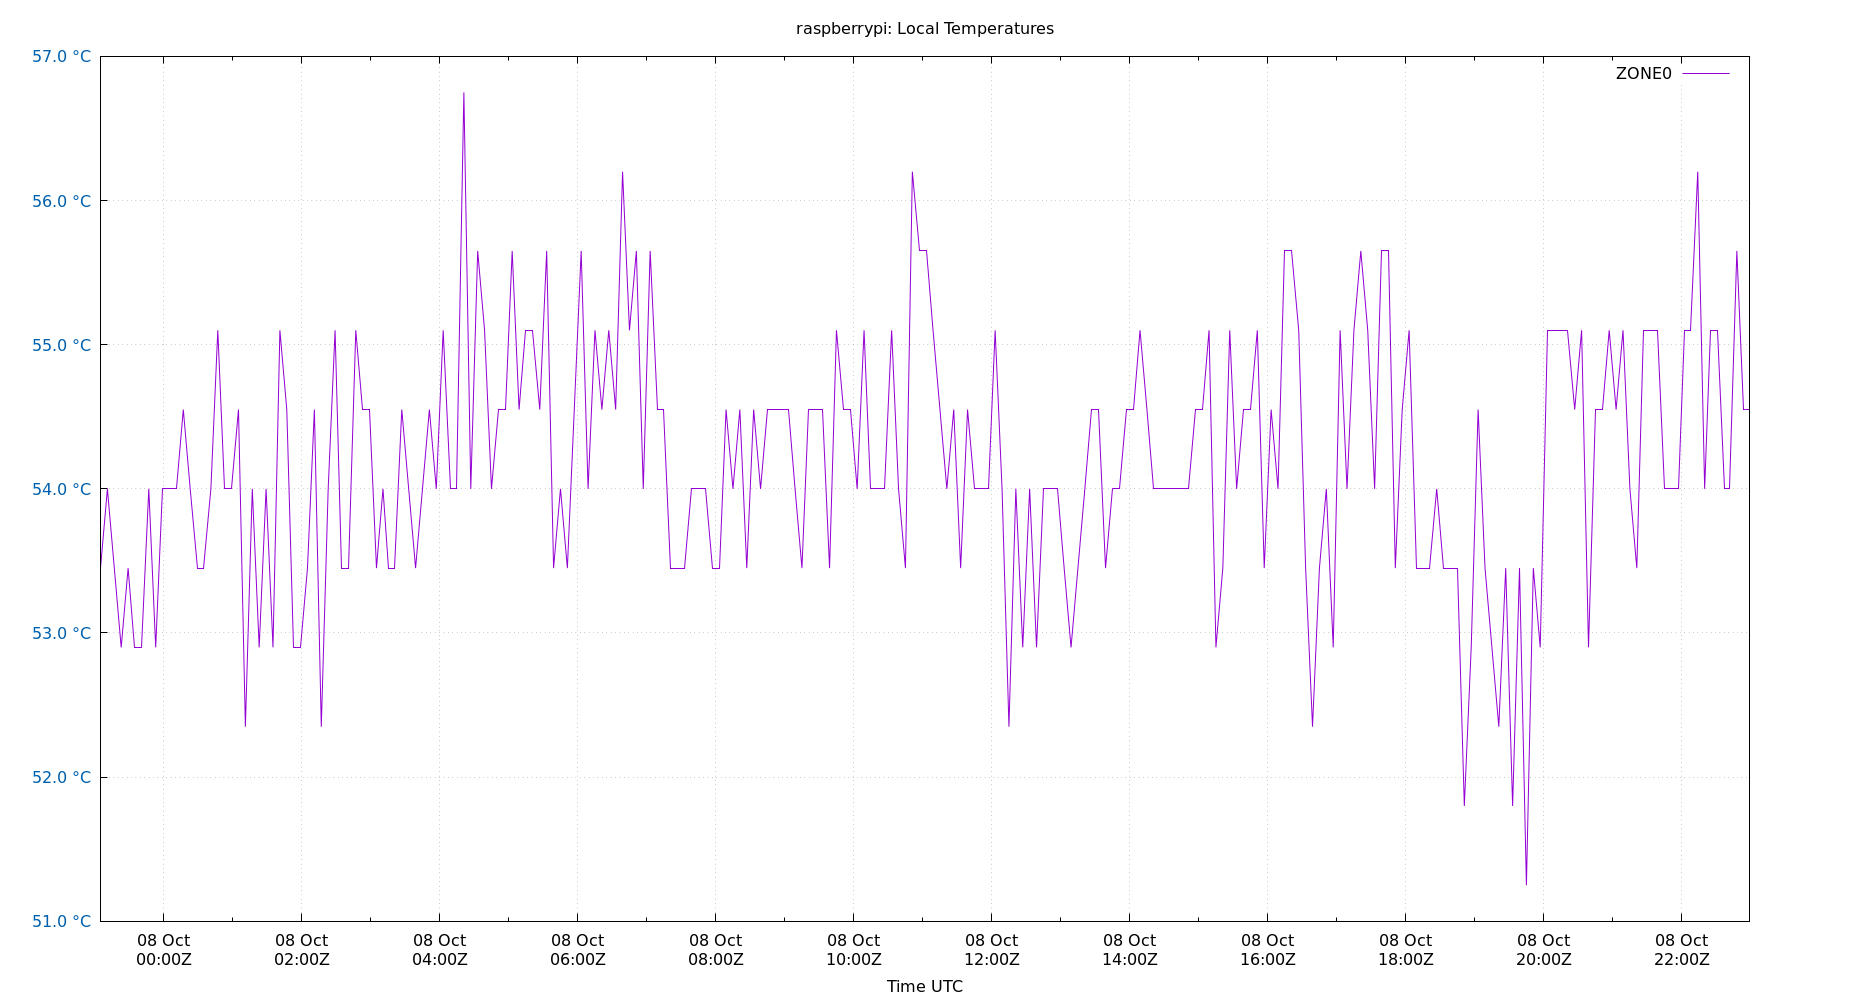 raspberrypi: Local Temperatures
57.0 °C
ZONE0
56.0 °C
55.0 °C
54.0 °C
53.0 °C
52.0 °C
51.0 °C
08 Oct 08 Oct 08 Oct 08 Oct 08 Oct 08 Oct 08 Oct 08 Oct 08 Oct 08 Oct 08 Oct 08 Oct
00:00Z 02:00Z 04:00Z 06:00Z 08:00Z 10:00Z 12:00Z 14:00Z 16:00Z 18:00Z 20:00Z 22:00Z
Time UTC